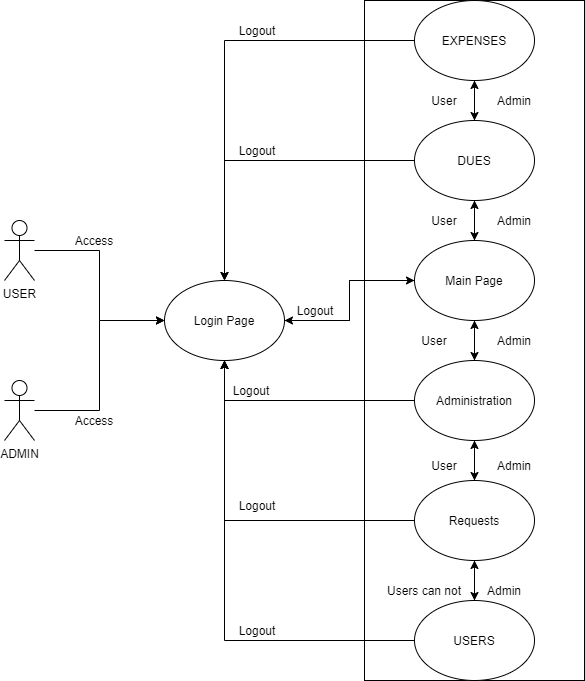 Logout
EXPENSES
User
Admin
Logout
DUES
User
Admin
Access
USER
Main Page
Login Page
Logout
User
Admin
Logout
Administration
ADMIN
Access
User
Admin
Logout
Requests
Users can not
Admin
Logout
USERS